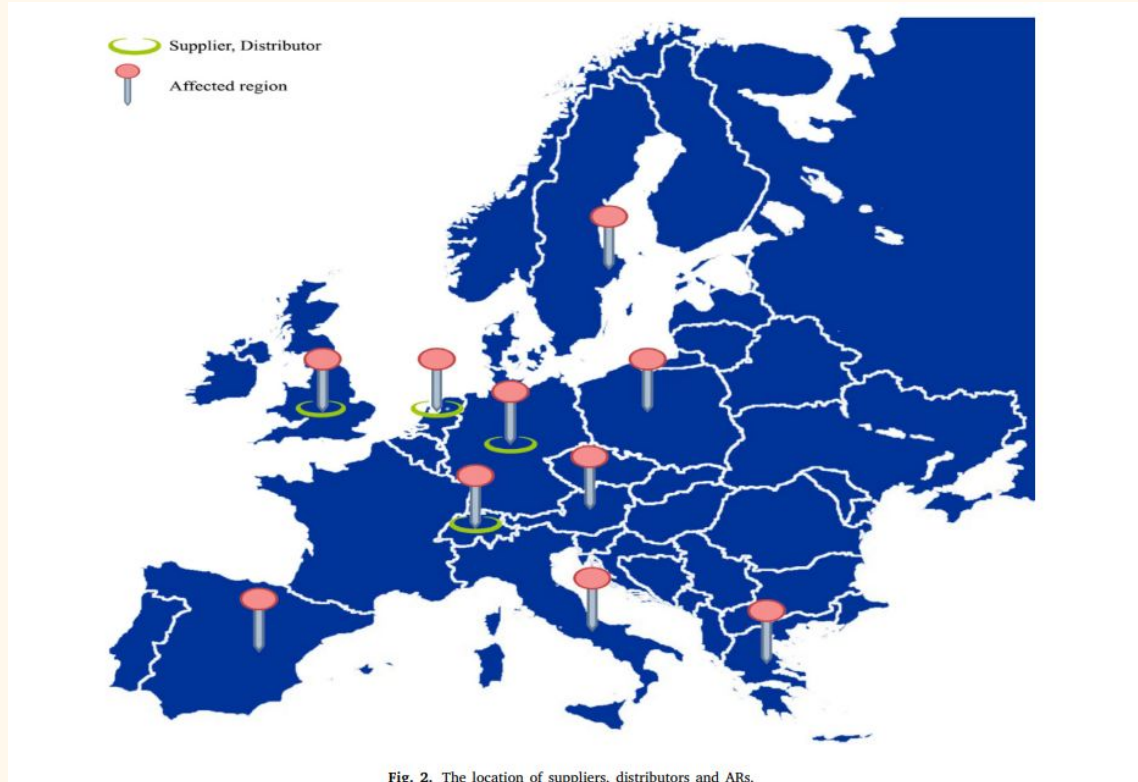 Supplier, Distributor
Affected region
Fig. 2. The location of suppliers, distributors and ARs.